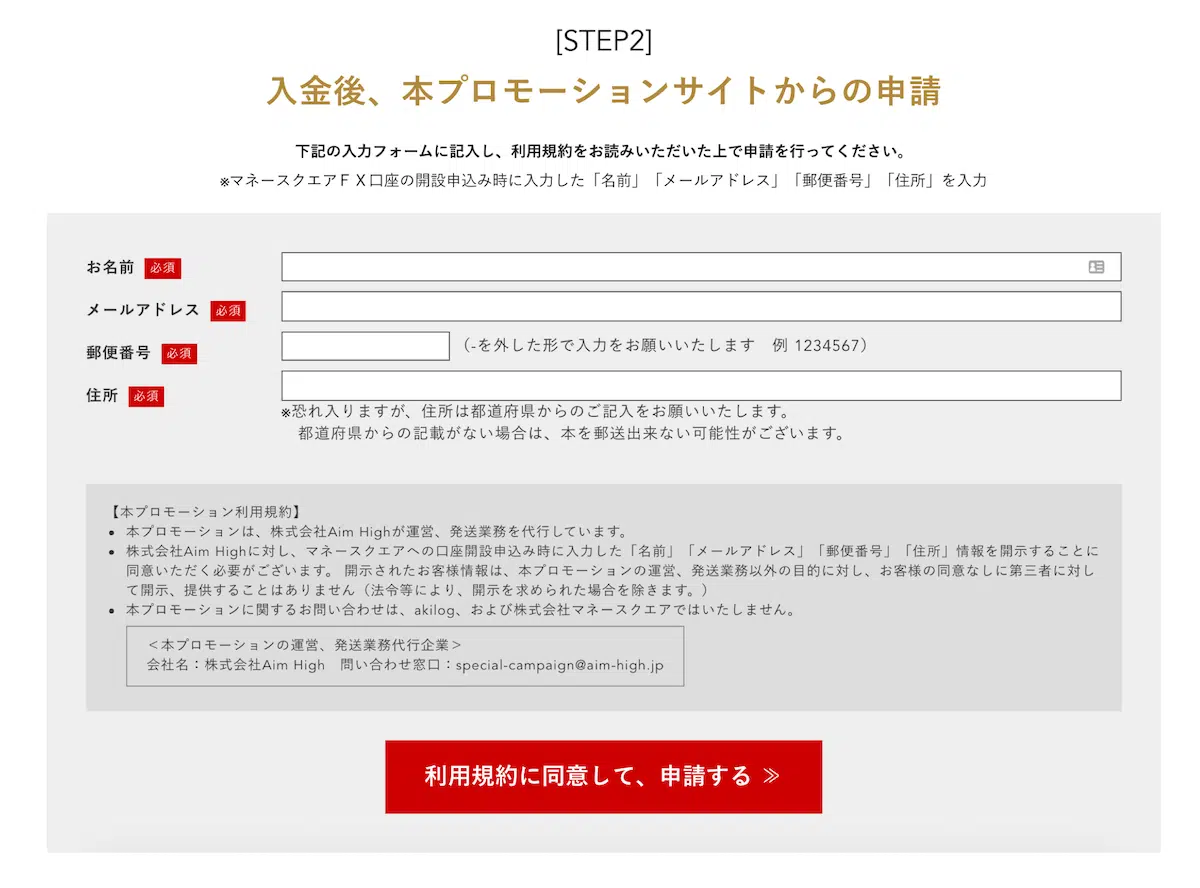 [STEP2]
入金後、本プロモーションサイトからの申請
下記の入力フォームに記入し、利用規約をお読みいただいた上で申請を行ってください。
※マネースクエアＦＸ口座の開設申込み時に入力した「名前」「メールアドレス」「郵便番号」「住所」を入力
お名前 必須
メールアドレス 必須
郵便番号 必須 （-を外した形で入力をお願いいたします　例 1234567）
住所 必須
※恐れ入りますが、住所は都道府県からのご記入をお願いいたします。
都道府県からの記載がない場合は、本を郵送出来ない可能性がございます。
【本プロモーション利用規約】
• 本プロモーションは、株式会社Aim Highが運営、発送業務を代行しています。
• 株式会社Aim Highに対し、マネースクエアへの口座開設申込み時に入力した「名前」「メールアドレス」「郵便番号」「住所」情報を開示することに
同意いただく必要がございます。 開示されたお客様情報は、本プロモーションの運営、発送業務以外の目的に対し、お客様の同意なしに第三者に対し
て開示、提供することはありません（法令等により、開示を求められた場合を除きます。）
• 本プロモーションに関するお問い合わせは、akilog、および株式会社マネースクエアではいたしません。
＜本プロモーションの運営、発送業務代行企業＞
会社名：株式会社Aim High　問い合わせ窓口：special-campaign@aim-high.jp
利用規約に同意して、申請する ≫